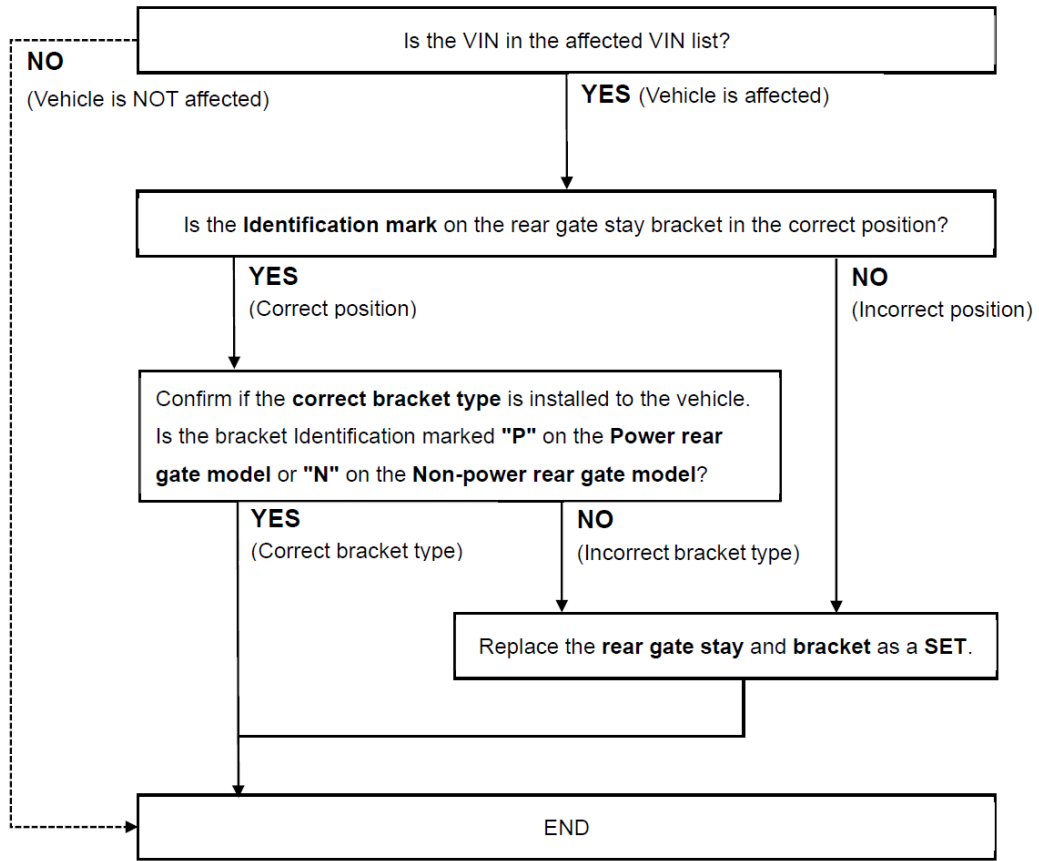 Is the VIN in the affected VIN list?
NO
(Vehicle is NOT affected)
YES (Vehicle is affected)
Is the Identification mark on the rear gate stay bracket in the correct position?
YES
(Correct position)
NO
(Incorrect position)
Confirm if the correct bracket type is installed to the vehicle.
Is the bracket Identification marked "P" on the Power rear
gate model or "N" on the Non-power rear gate model?
YES
(Correct bracket type)
NO
(Incorrect bracket type)
Replace the rear gate stay and bracket as a SET.
END